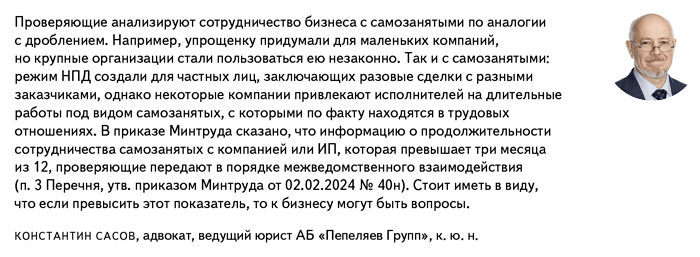 Проверяющие анализируют сотрудничество бизнеса с самозанятыми по аналогии
с дроблением. Например, упрощенку придумали для маленьких компаний,
но крупные организации стали пользоваться ею незаконно. Так и с самозанятыми:
режим НПД создали для частных лиц, заключающих разовые сделки с разными
заказчиками, однако некоторые компании привлекают исполнителей на длительные
работы под видом самозанятых, с которыми по факту находятся в трудовых
отношениях. В приказе Минтруда сказано, что информацию о продолжительности
сотрудничества самозанятых с компанией или ИП, которая превышает три месяца
из 12, проверяющие передают в порядке межведомственного взаимодействия
(п. 3 Перечня, утв. приказом Минтруда от 02.02.2024 № 40н). Стоит иметь в виду,
что если превысить этот показатель, то к бизнесу могут быть вопросы.
КОНСТАНТИН САСОВ, адвокат, ведущий юрист АБ «Пепеляев Групп», к. ю. н.